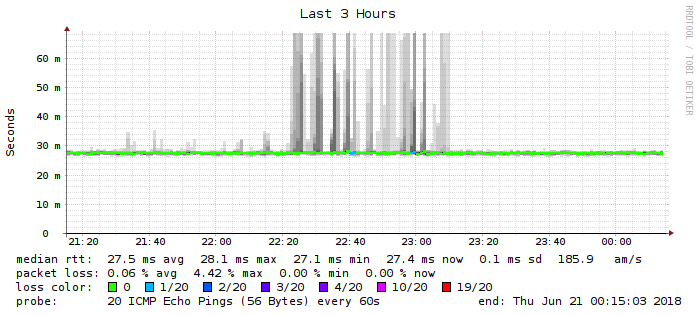 Last 3 Hours
RRDTOOL / TOBI OETIKER
Seconds
60 m
50 m
40 m
30 m
20 m
10 m
0
21:20 21:40 22:00 22:20 22:40 23:00 23:20 23:40 00:00
median rtt: 27.5 ms avg 28.1 ms max 27.1 ms min 27.4 ms now 0.1 ms sd 185.9 am/s
packet loss: 0.06 % avg 4.42 % max 0.00 % min 0.00 % now
loss color: 0 1/20 2/20 3/20 4/20 10/20 19/20
probe: 20 ICMP Echo Pings (56 Bytes) every 60s end: Thu Jun 21 00:15:03 2018